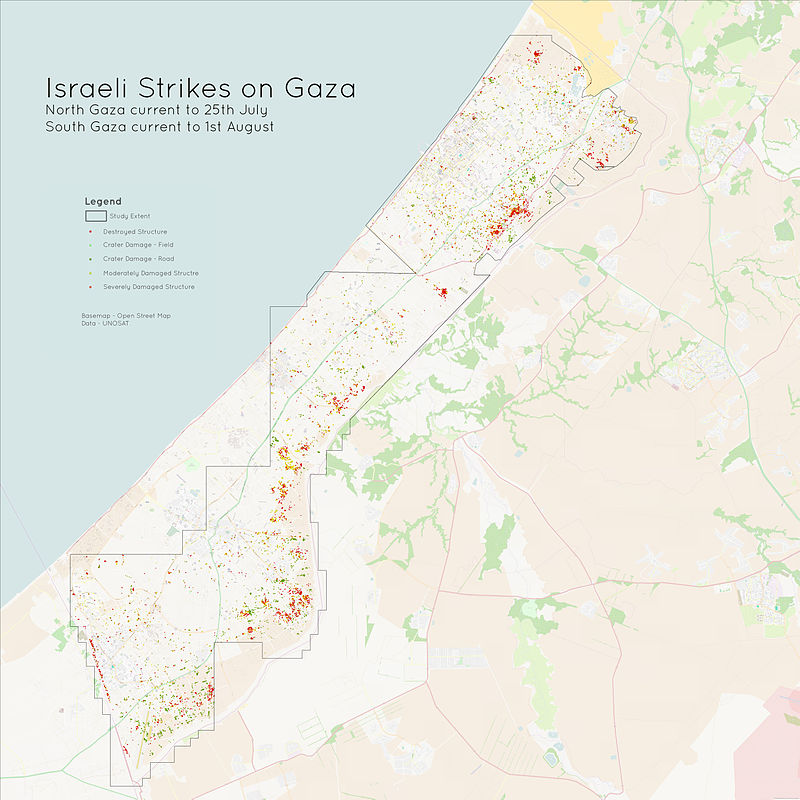 Israeli Strikes on Gaza
North Gaza current to 25th July
South Gaza current to 1st August
Legend
Study Extent
Destroyed Structure
Crater Damage - Field
Crater Damage - Road
Moderately Damaged Structre
Severely Damaged Structure
Basemap - Open Street Map
Data - UNOSAT